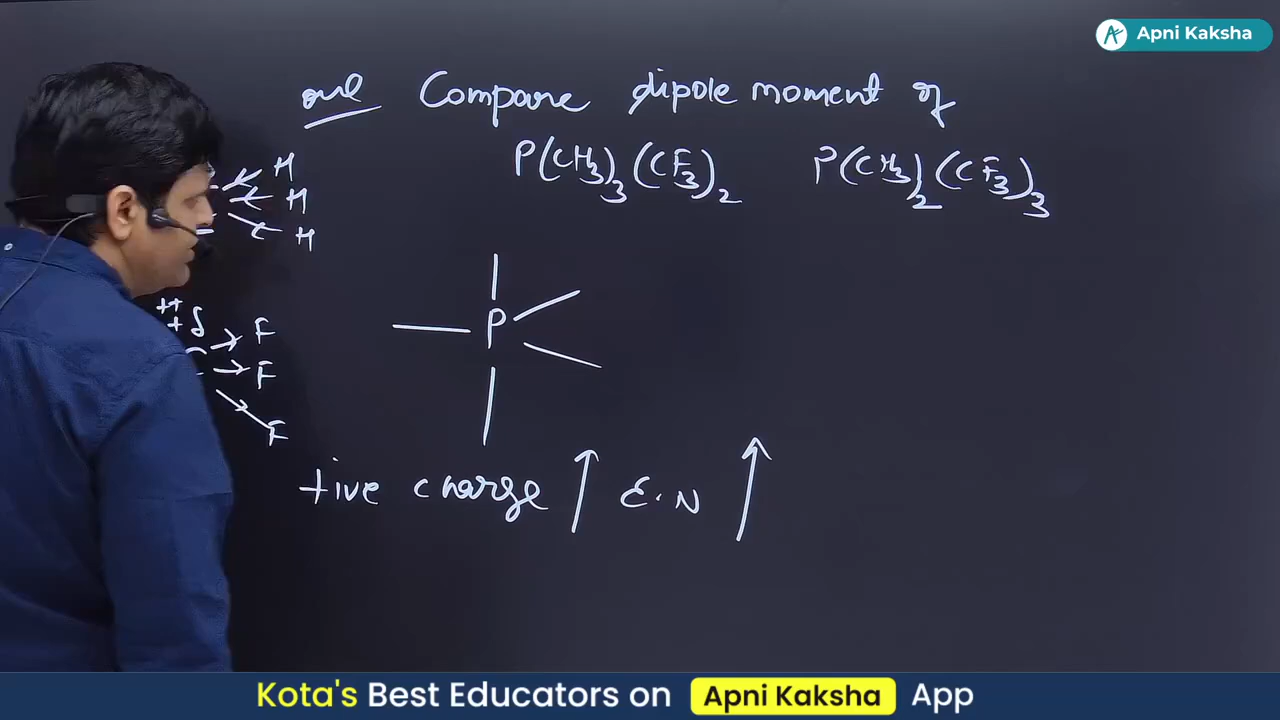 Apni Kaksha
Compare dipole moment of
P(CH3)3(CF3)2 P(CH3)2(CF3)3
H
H
H
++
+δ
F
F
F
P
+ive charge ↑ E.N ↑
Kota's Best Educators on Apni Kaksha App